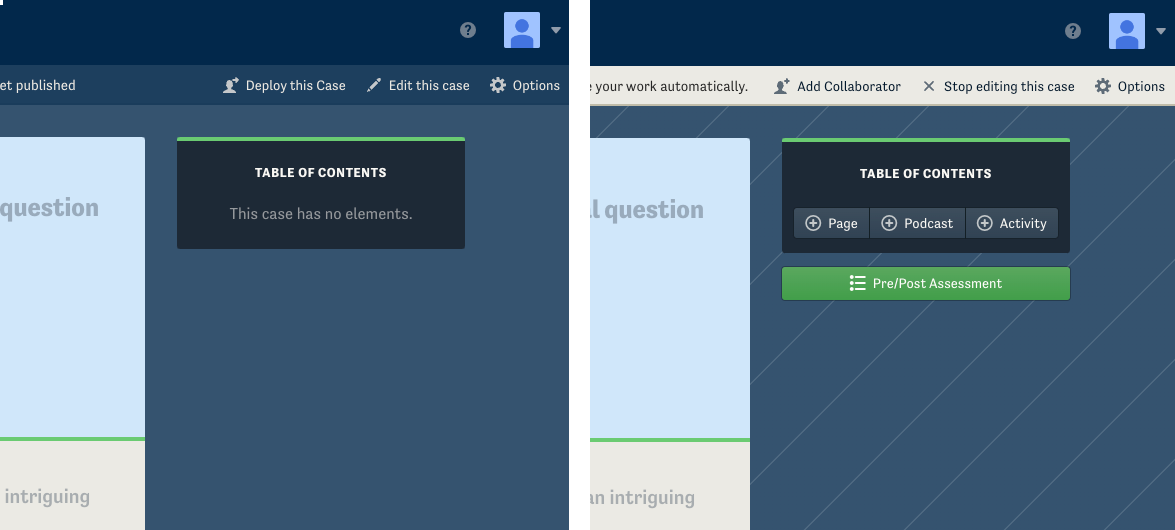 et published
Deploy this Case
Edit this case
Options
question
TABLE OF CONTENTS
This case has no elements.
intriguing
your work automatically.
Add Collaborator
Stop editing this case
Options
question
TABLE OF CONTENTS
Page
Podcast
Activity
Pre/Post Assessment
an intriguing